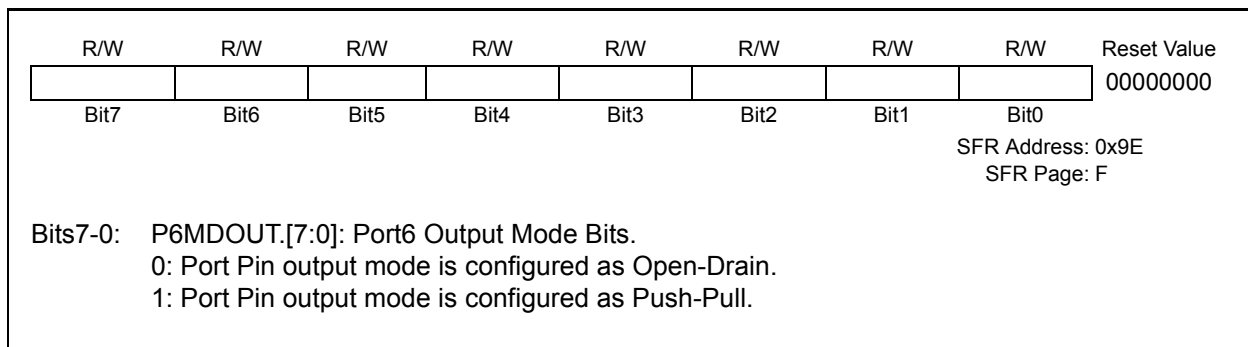 R/W R/W R/W R/W R/W R/W R/W R/W Reset Value
00000000
Bit7 Bit6 Bit5 Bit4 Bit3 Bit2 Bit1 Bit0
SFR Address: 0x9E
SFR Page: F
Bits7-0: P6MDOUT.[7:0]: Port6 Output Mode Bits.
0: Port Pin output mode is configured as Open-Drain.
1: Port Pin output mode is configured as Push-Pull.